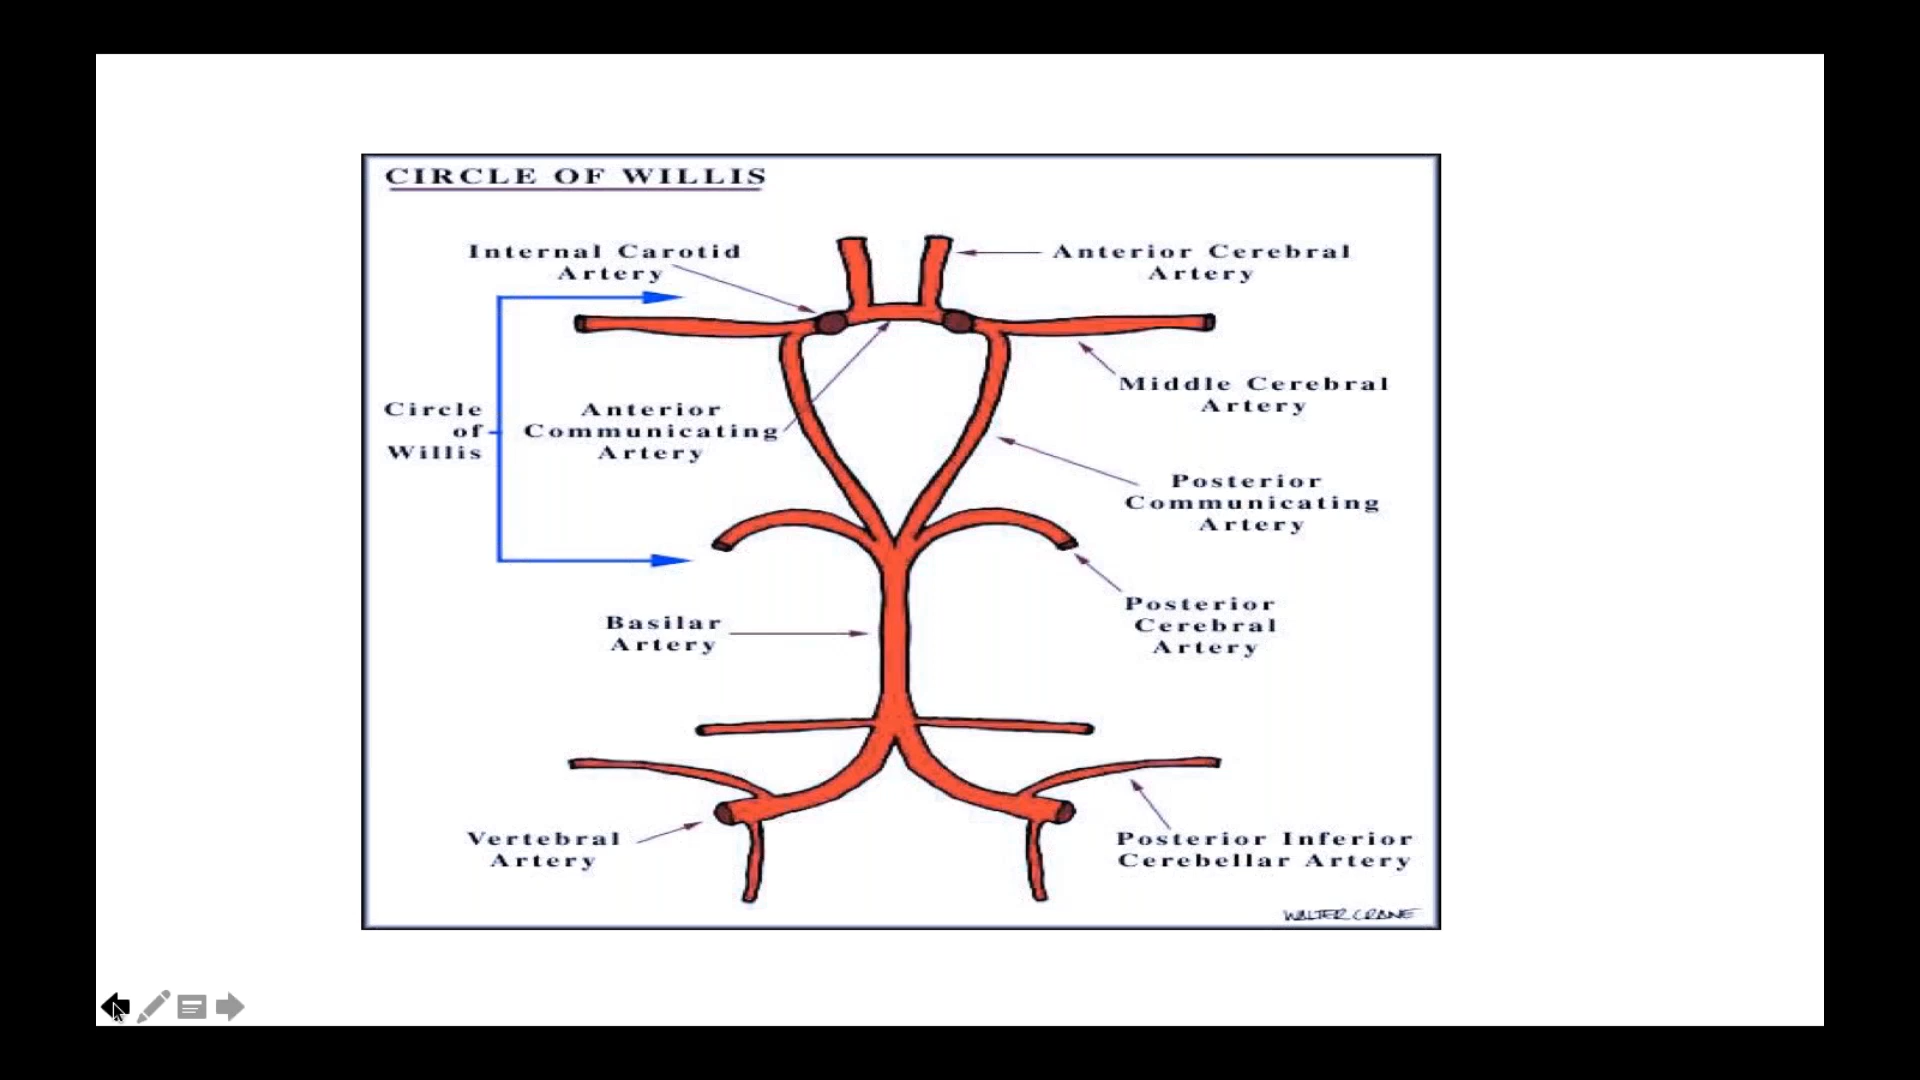 CIRCLE OF WILLIS
Internal Carotid
Artery
Anterior Cerebral
Artery
Middle Cerebral
Artery
Circle
of
Willis
Anterior
Communicating
Artery
Posterior
Communicating
Artery
Posterior
Cerebral
Artery
Basilar
Artery
Vertebral
Artery
Posterior Inferior
Cerebellar Artery
WALTER CRANE